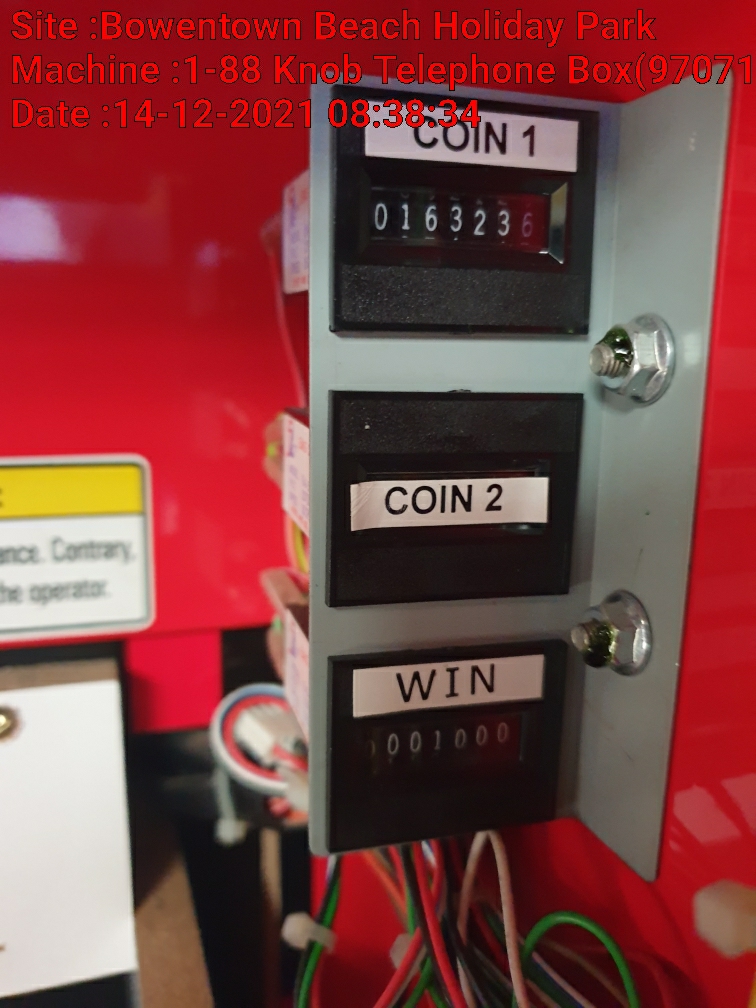 Site :Bowentown Beach Holiday Park
Machine :1-88 Knob Telephone Box(97071
Date :14-12-2021 08:38:34
COIN 1
0163236
COIN 2
ance. Contrary,
the operator.
WIN
001000